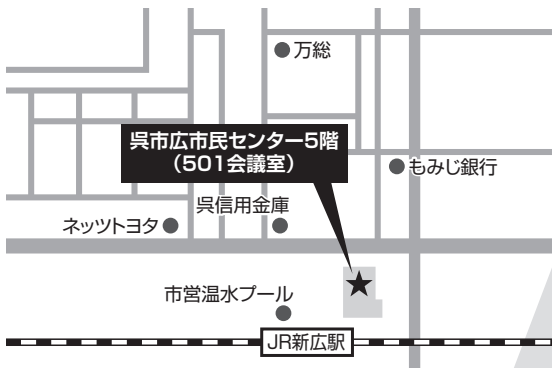 万総
呉市広市民センター5階
（501会議室）
もみじ銀行
呉信用金庫
ネッツトヨタ
市営温水プール
JR新広駅